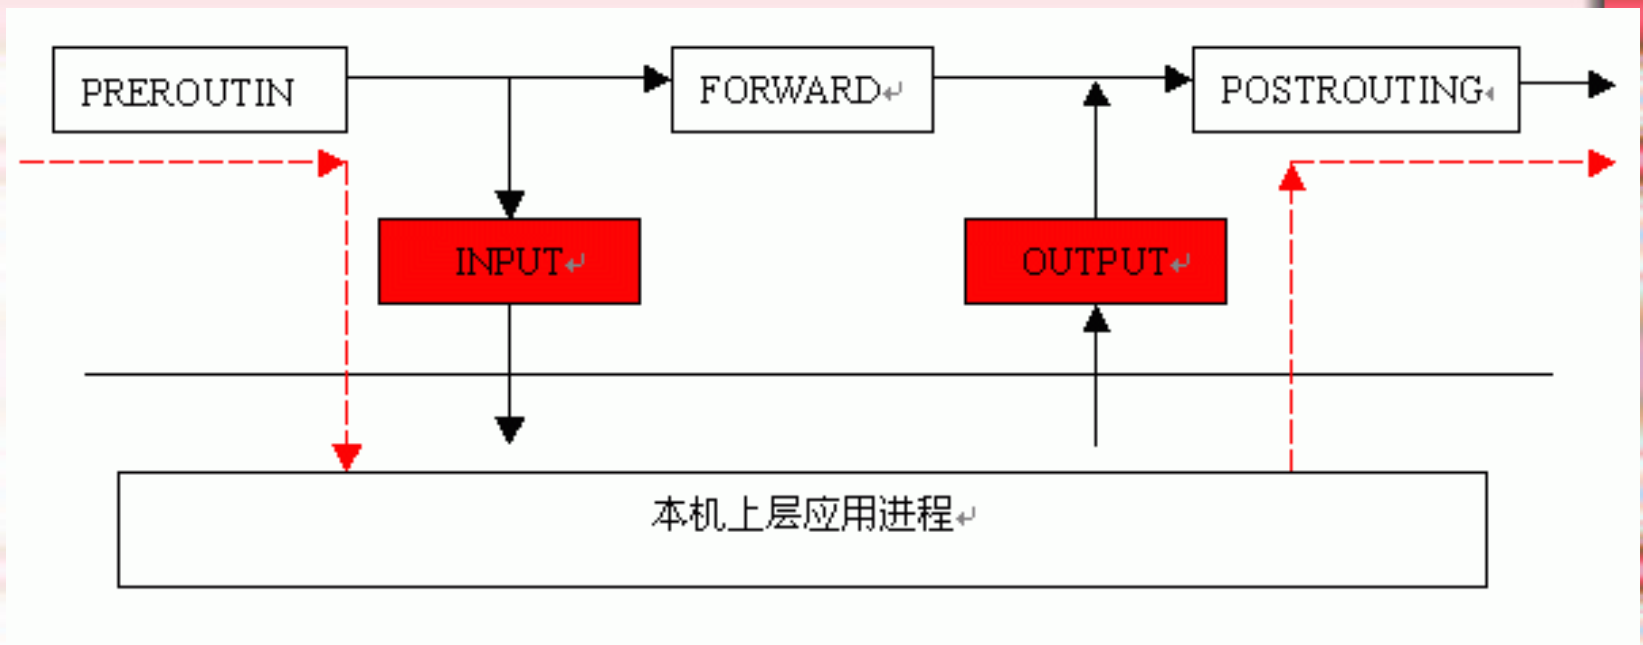 PREROUTIN
FORWARD
POSTROUTING
INPUT
OUTPUT
本机上层应用进程